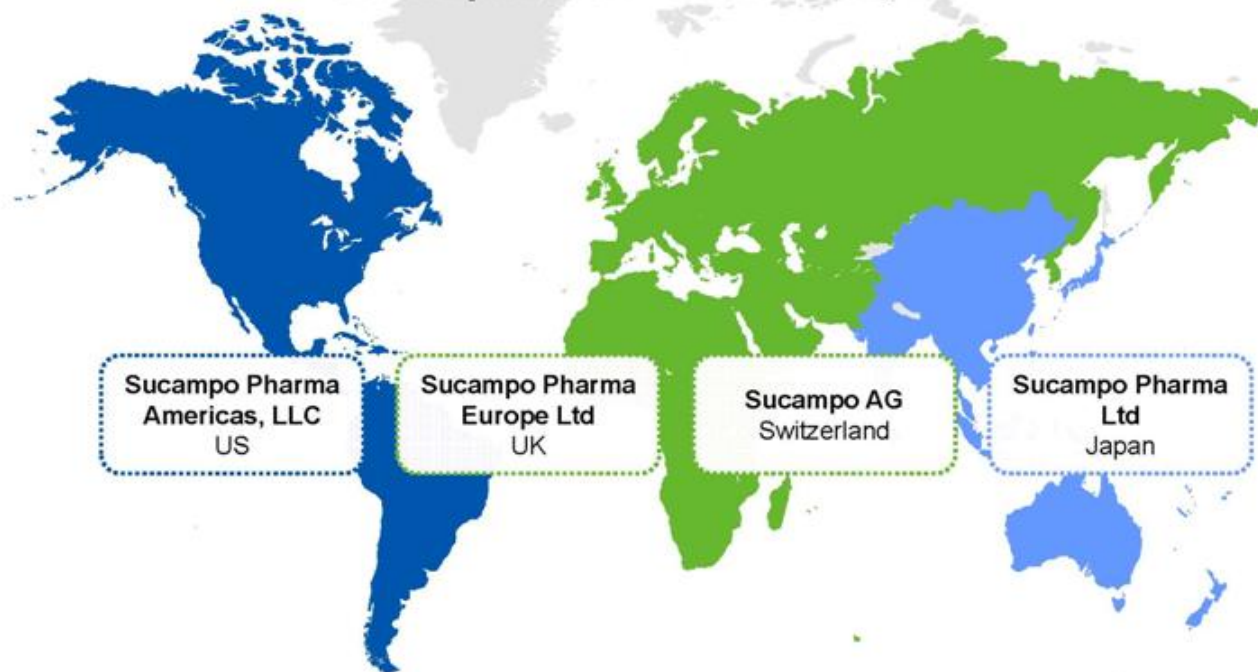 Sucampo Pharma
Americas, LLC
US
Sucampo Pharma
Europe Ltd
UK
Sucampo AG
Switzerland
Sucampo Pharma
Ltd
Japan